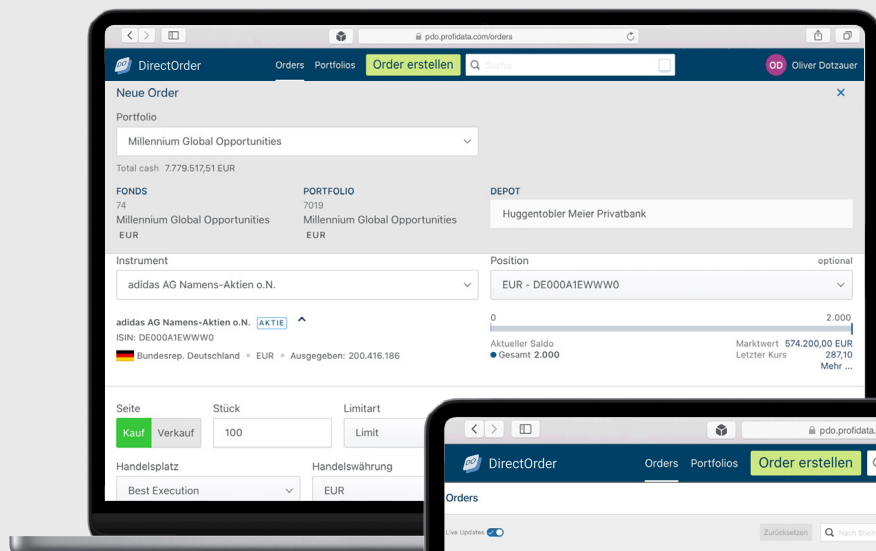 pdo.profidata.com/orders
DO DirectOrder Orders Portfolios Order erstellen Suche OD Oliver Dotzauer
Neue Order
Portfolio
Millennium Global Opportunities
Total cash 7.779.517,51 EUR
FONDS PORTFOLIO DEPOT
74 7019
Millennium Global Opportunities Millennium Global Opportunities Huggentobler Meier Privatbank
EUR EUR
Instrument Position optional
adidas AG Namens-Aktien o.N. EUR - DE000A1EWWW0
adidas AG Namens-Aktien o.N. AKTIE 0 2.000
ISIN: DE000A1EWWW0 Aktueller Saldo Marktwert 574.200,00 EUR
Bundesrep. Deutschland EUR Ausgegeben: 200.416.186 Gesamt 2.000 Letzter Kurs 287,10
Mehr ...
Seite Stück Limitart
Kauf Verkauf 100 Limit
Handelsplatz Handelswährung
Best Execution EUR
pdo.profidata.
DO DirectOrder Orders Portfolios Order erstellen
Orders
Live Updates Zurücksetzen Nach Stich